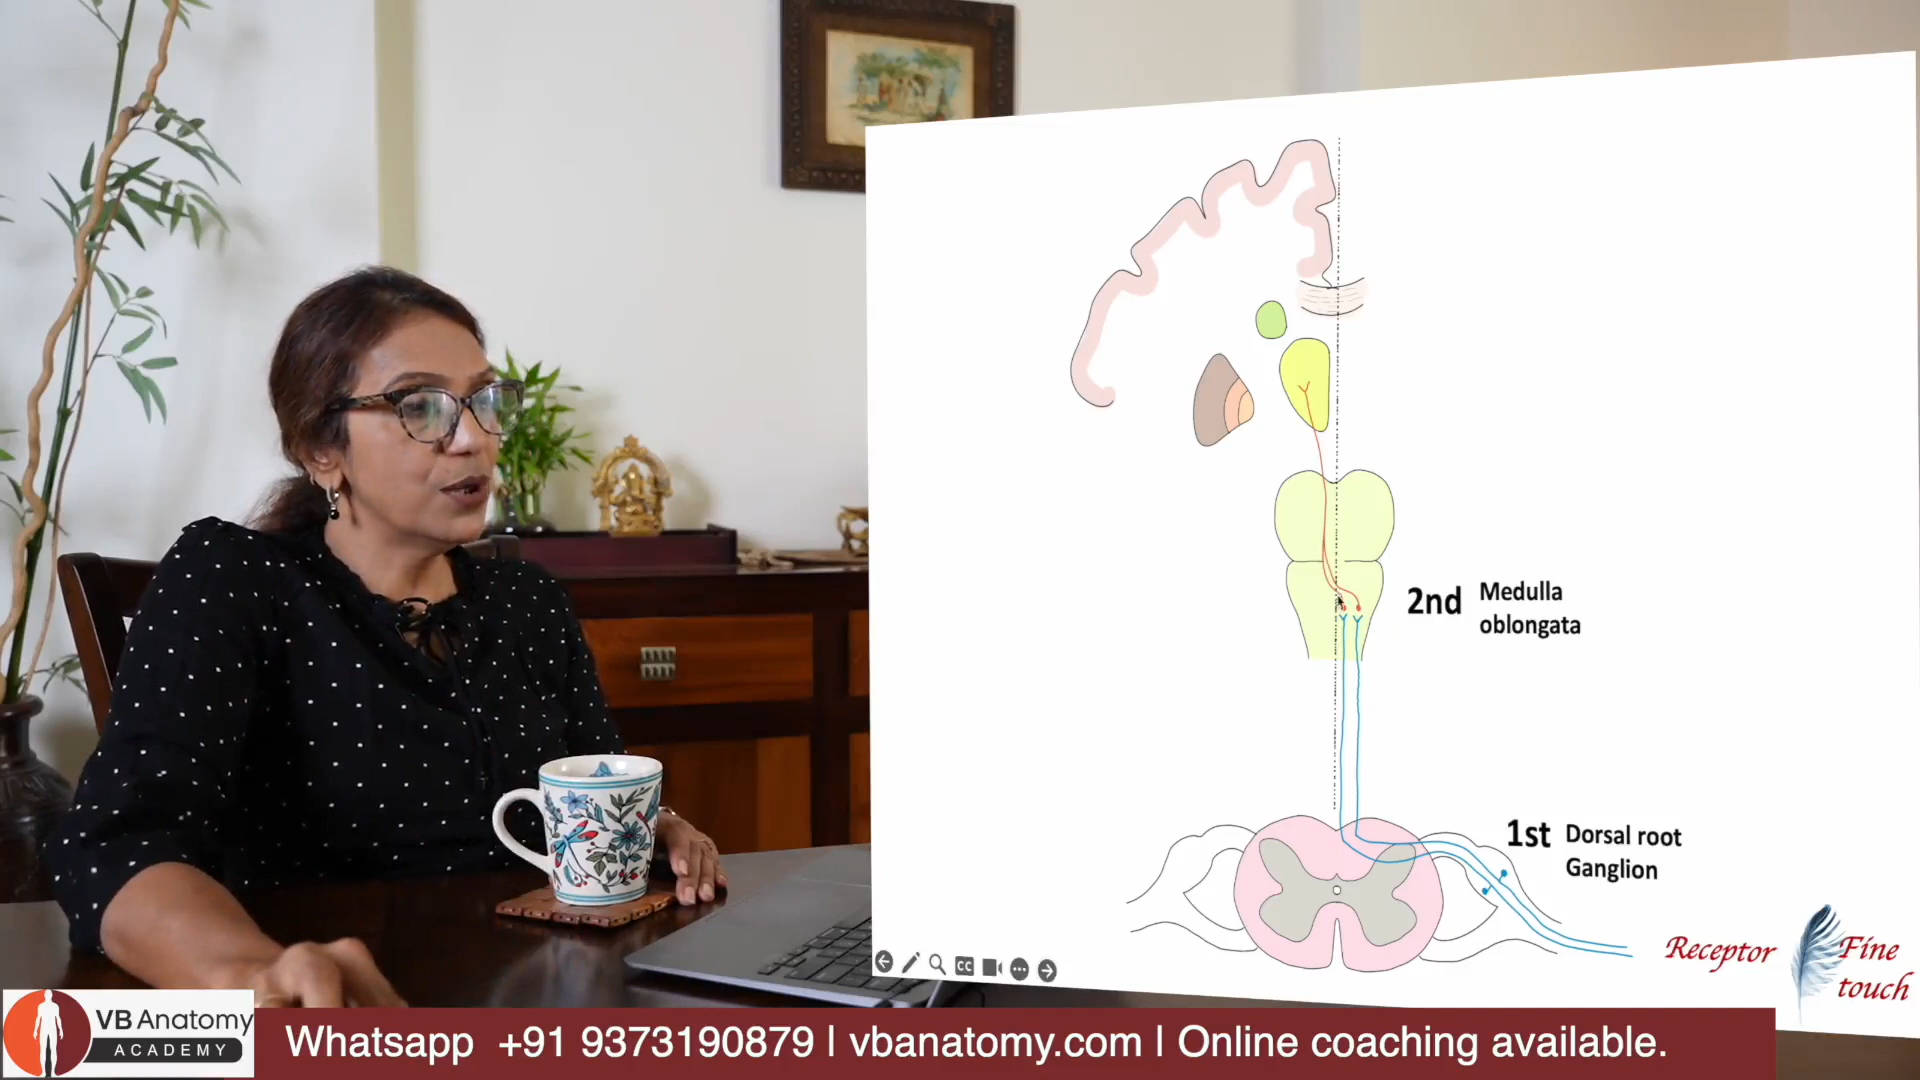 2nd
Medulla
oblongata
1st
Dorsal root
Ganglion
Receptor
Fine
touch
CC
VB Anatomy
ACADEMY
Whatsapp +91 9373190879 | vbanatomy.com | Online coaching available.